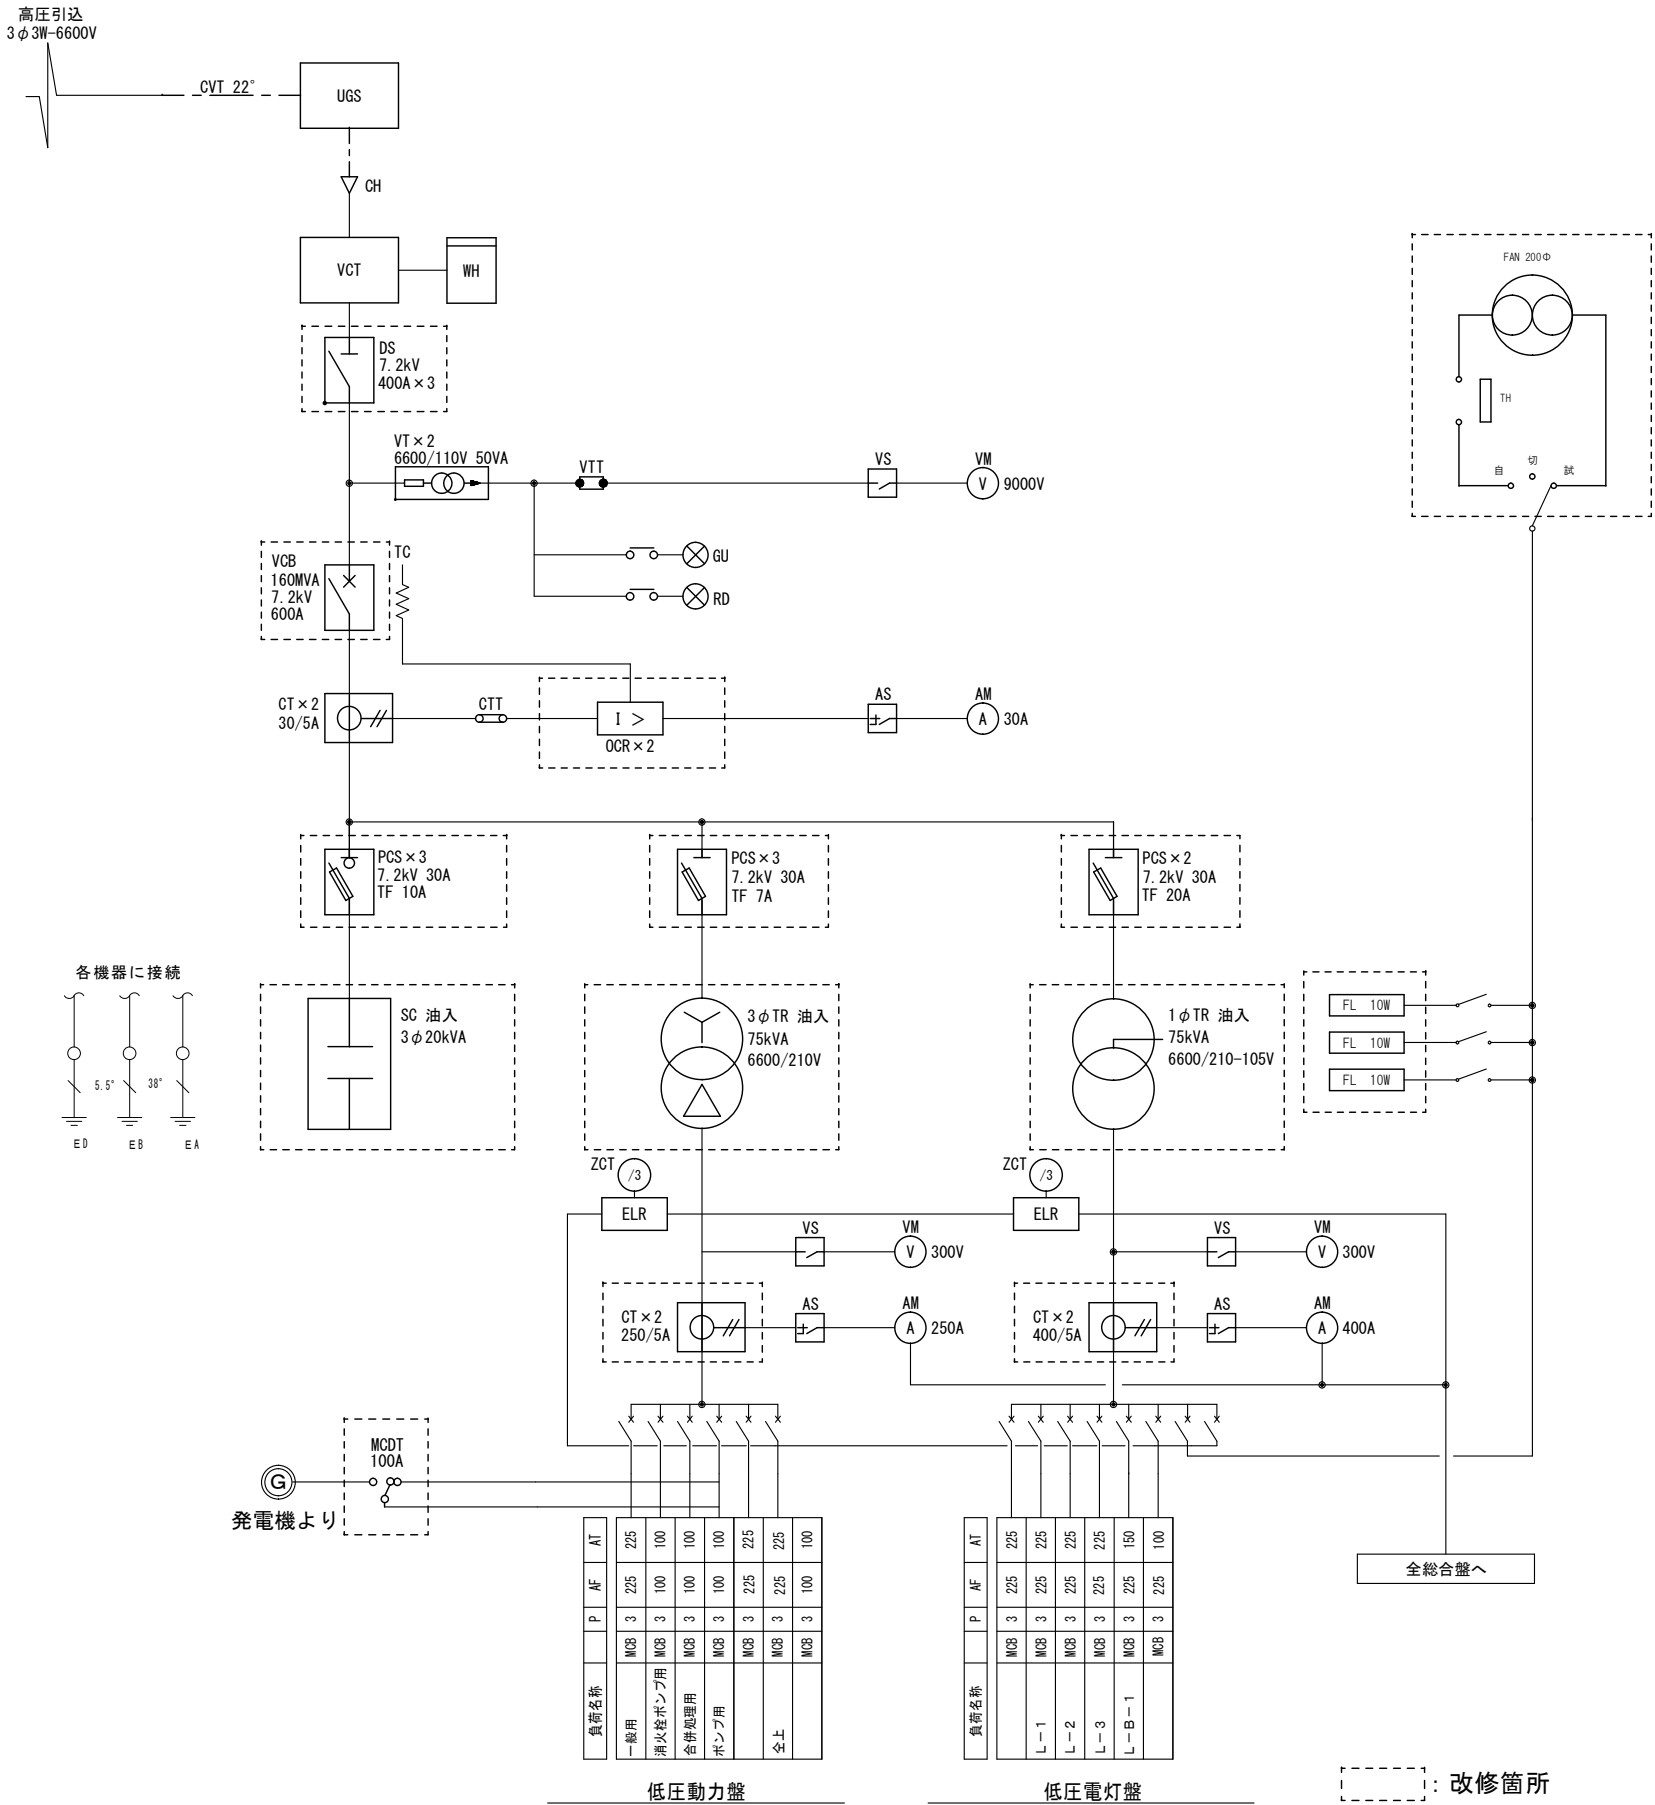 高圧引込
3φ3W-6600V
CVT 22°
UGS
CH
VCT
WH
DS
7.2kV
400A×3
FAN 200Φ
TH
自
切
試
VT×2
6600/110V 50VA
VTT
VS
VM
V
9000V
GU
RD
VCB
160MVA
7.2kV
600A
TC
CT×2
30/5A
CTT
I >
OCR×2
AS
AM
A
30A
PCS×3
7.2kV 30A
TF 10A
PCS×3
7.2kV 30A
TF 7A
PCS×2
7.2kV 30A
TF 20A
各機器に接続
5.5°
38°
ED
EB
EA
SC 油入
3φ20kVA
3φTR 油入
75kVA
6600/210V
1φTR 油入
75kVA
6600/210-105V
FL 10W
FL 10W
FL 10W
ZCT
/3
ELR
VS
VM
V
300V
ZCT
/3
ELR
VS
VM
V
300V
CT×2
250/5A
AS
AM
A
250A
CT×2
400/5A
AS
AM
A
400A
MCDT
100A
G
発電機より
全総合盤へ
負荷名称 P AF AT
一般用 MCB 3 225 225
消火栓ポンプ用 MCB 3 100 100
合併処理用 MCB 3 100 100
ポンプ用 MCB 3 100 100
MCB 3 225 225
仝上 MCB 3 225 225
MCB 3 100 100
低圧動力盤
負荷名称 P AF AT
MCB 3 225 225
L-1 MCB 3 225 225
L-2 MCB 3 225 225
L-3 MCB 3 225 225
L-B-1 MCB 3 225 150
MCB 3 225 100
低圧電灯盤
: 改修箇所